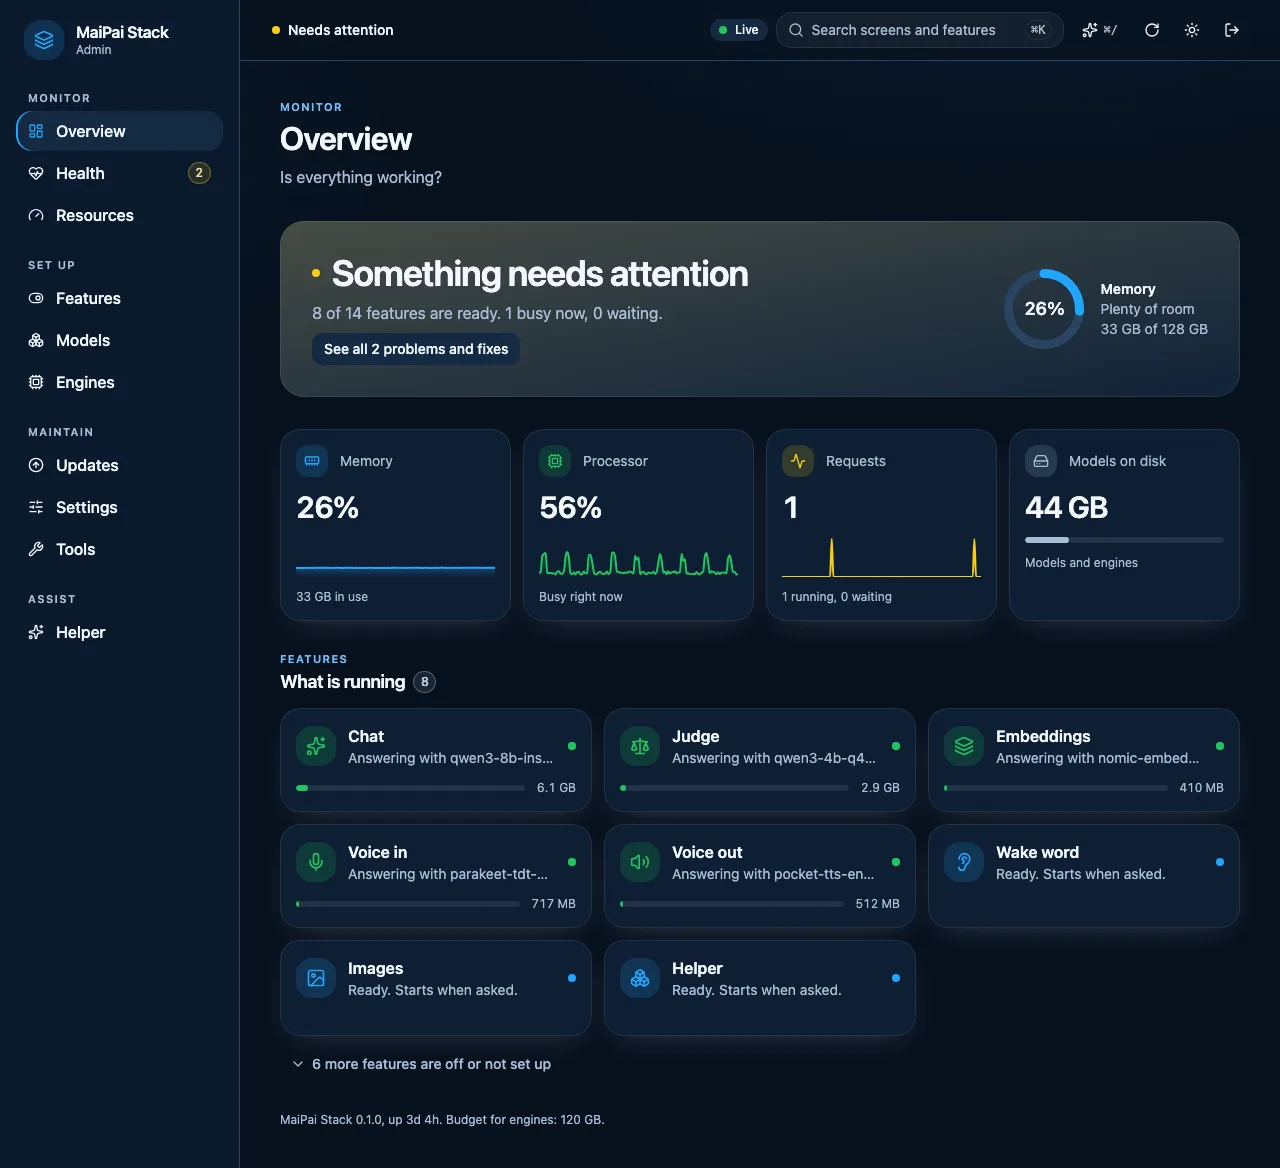 MaiPai Stack
Admin
MONITOR
Overview
Health
2
Resources
SET UP
Features
Models
Engines
MAINTAIN
Updates
Settings
Tools
ASSIST
Helper
Needs attention
Live
Search screens and features
⌘K
⌘/
MONITOR
Overview
Is everything working?
Something needs attention
8 of 14 features are ready. 1 busy now, 0 waiting.
See all 2 problems and fixes
26%
Memory
Plenty of room
33 GB of 128 GB
Memory
26%
33 GB in use
Processor
56%
Busy right now
Requests
1
1 running, 0 waiting
Models on disk
44 GB
Models and engines
FEATURES
What is running
8
Chat
Answering with qwen3-8b-ins...
6.1 GB
Judge
Answering with qwen3-4b-q4...
2.9 GB
Embeddings
Answering with nomic-embed...
410 MB
Voice in
Answering with parakeet-tdt-...
717 MB
Voice out
Answering with pocket-tts-en...
512 MB
Wake word
Ready. Starts when asked.
Images
Ready. Starts when asked.
Helper
Ready. Starts when asked.
6 more features are off or not set up
MaiPai Stack 0.1.0, up 3d 4h. Budget for engines: 120 GB.